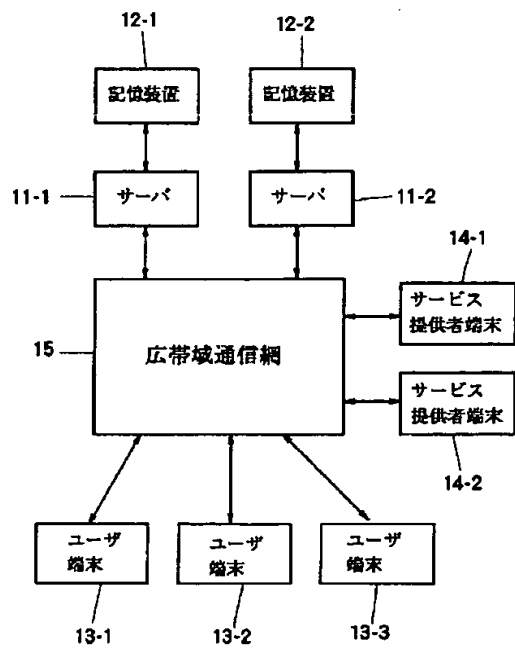 12-1 12-2
記憶装置 記憶装置
11-1 サーバ サーバ 11-2
14-1
サービス
提供者端末
15 広帯域通信網
サービス
提供者端末
14-2
ユーザ ユーザ ユーザ
端末 端末 端末
13-1 13-2 13-3